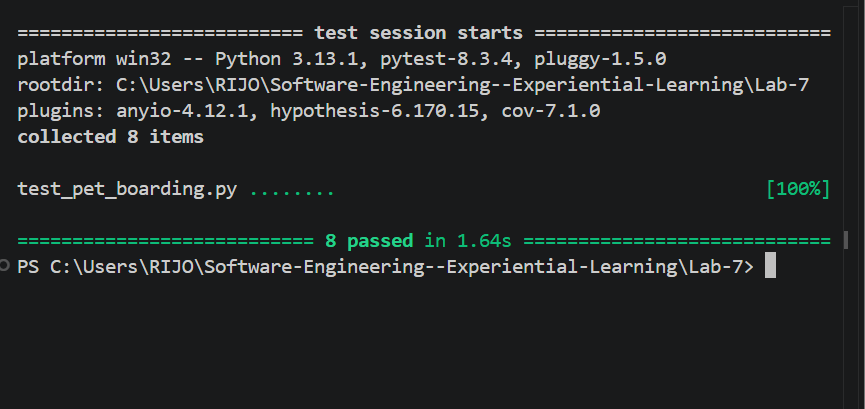 ========================== test session starts ===========================
platform win32 -- Python 3.13.1, pytest-8.3.4, pluggy-1.5.0
rootdir: C:\Users\RIJO\Software-Engineering--Experiential-Learning\Lab-7
plugins: anyio-4.12.1, hypothesis-6.170.15, cov-7.1.0
collected 8 items
test_pet_boarding.py ........ [100%]
=========================== 8 passed in 1.64s ============================
PS C:\Users\RIJO\Software-Engineering--Experiential-Learning\Lab-7>